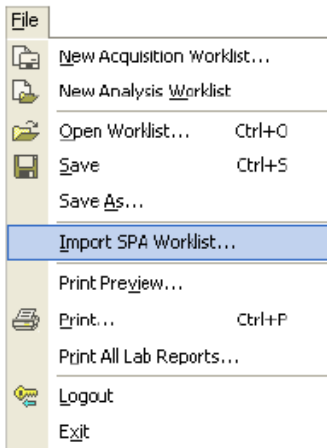 File
New Acquisition Worklist...
New Analysis Worklist
Open Worklist... Ctrl+O
Save Ctrl+S
Save As...
Import SPA Worklist...
Print Preview...
Print... Ctrl+P
Print All Lab Reports...
Logout
Exit